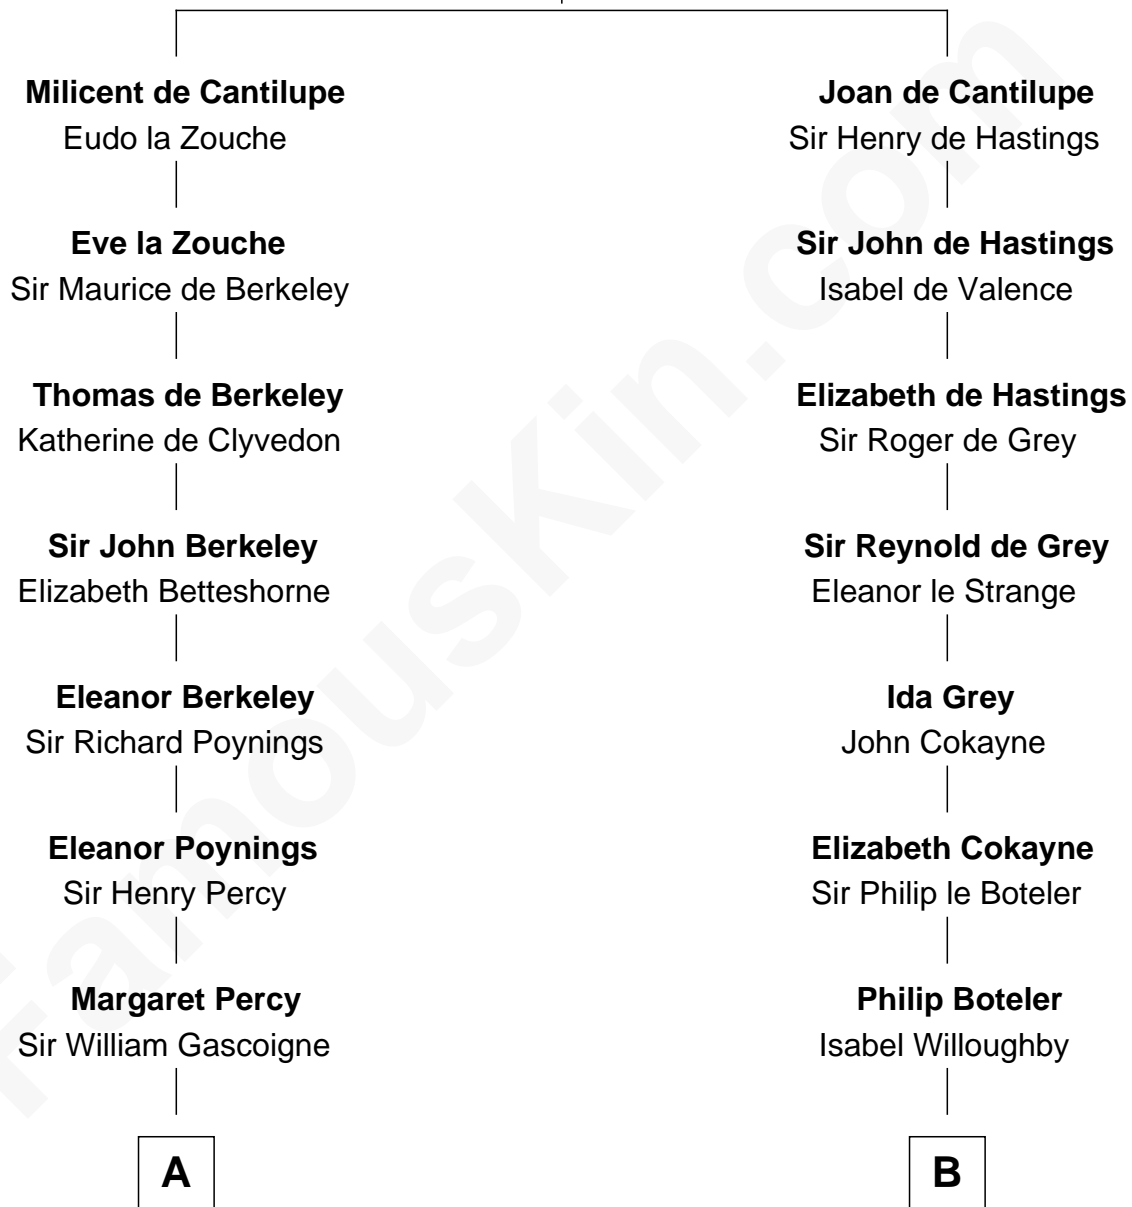 Milicent de Cantilupe
Eudo la Zouche
Eve la Zouche
Sir Maurice de Berkeley
Thomas de Berkeley
Katherine de Clyvedon
Sir John Berkeley
Elizabeth Betteshorne
Eleanor Berkeley
Sir Richard Poynings
Eleanor Poynings
Sir Henry Percy
Margaret Percy
Sir William Gascoigne
A
Joan de Cantilupe
Sir Henry de Hastings
Sir John de Hastings
Isabel de Valence
Elizabeth de Hastings
Sir Roger de Grey
Sir Reynold de Grey
Eleanor le Strange
Ida Grey
John Cokayne
Elizabeth Cokayne
Sir Philip le Boteler
Philip Boteler
Isabel Willoughby
B
FamousKin.com